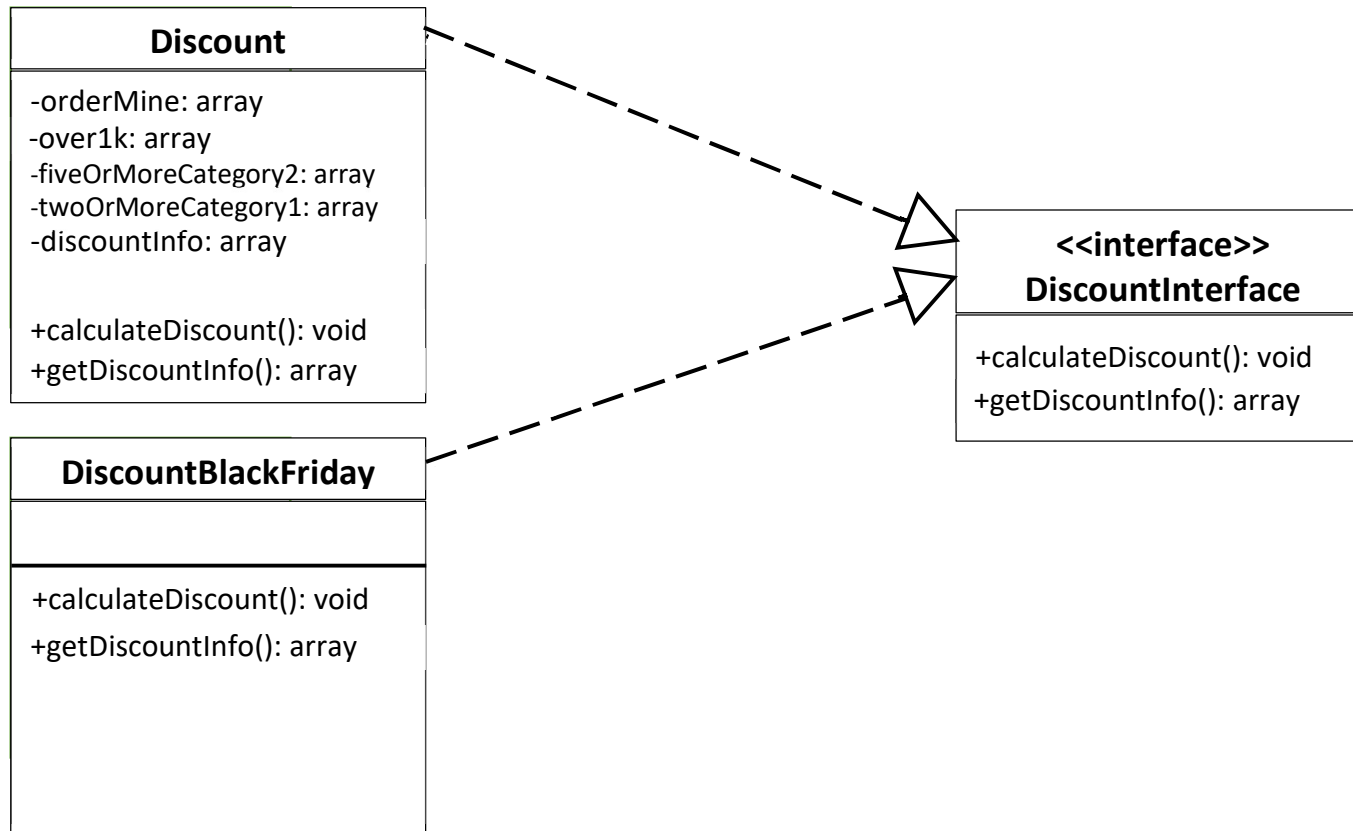 Discount
-orderMine: array
-over1k: array
-fiveOrMoreCategory2: array
-twoOrMoreCategory1: array
-discountInfo: array
+calculateDiscount(): void
+getDiscountInfo(): array
DiscountBlackFriday
+calculateDiscount(): void
+getDiscountInfo(): array
<<interface>>
DiscountInterface
+calculateDiscount(): void
+getDiscountInfo(): array